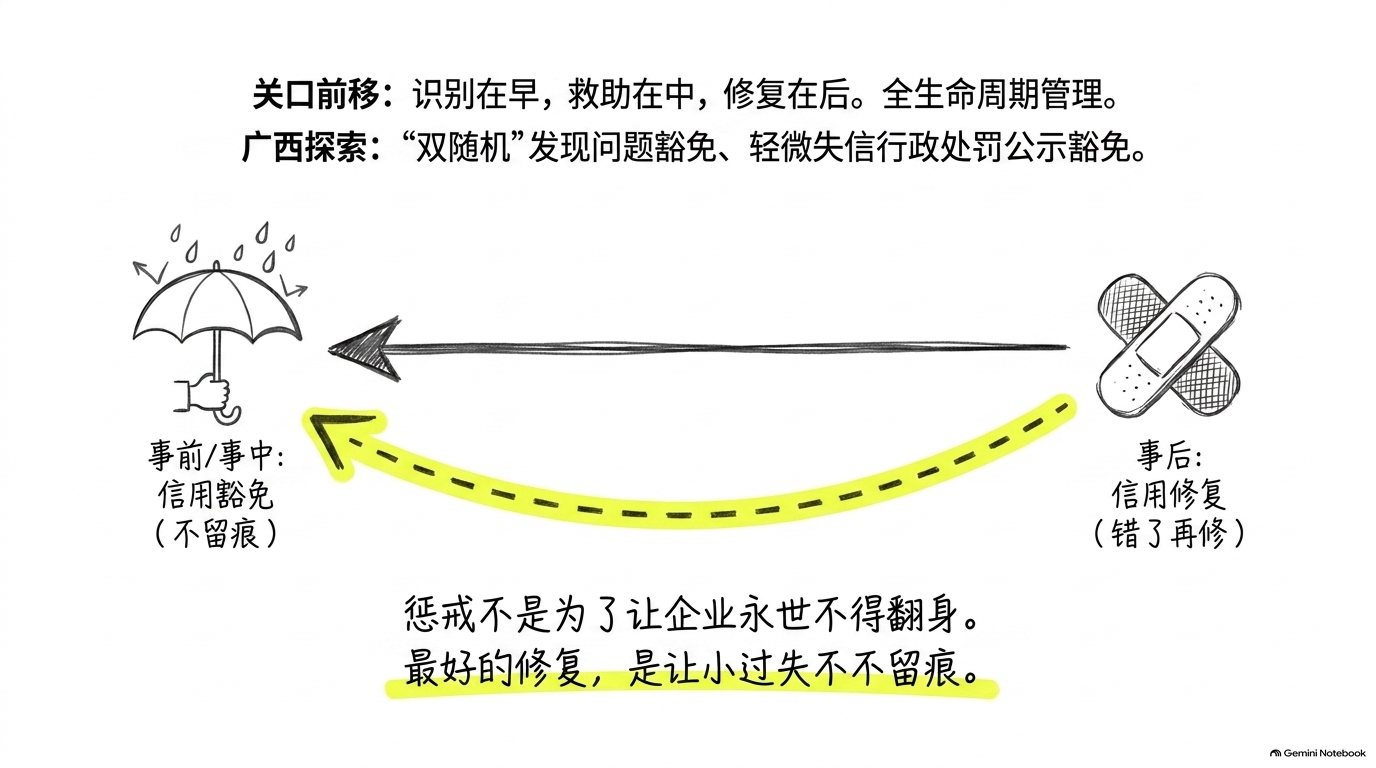 关口前移：识别在早，救助在中，修复在后。全生命周期管理。
广西探索：“双随机”发现问题豁免、轻微失信行政处罚公示豁免。
事前/事中：
信用豁免
（不留痕）
事后：
信用修复
（错了再修）
惩戒不是为了让企业永世不得翻身。
最好的修复，是让小过失不不留痕。
Gemini Notebook